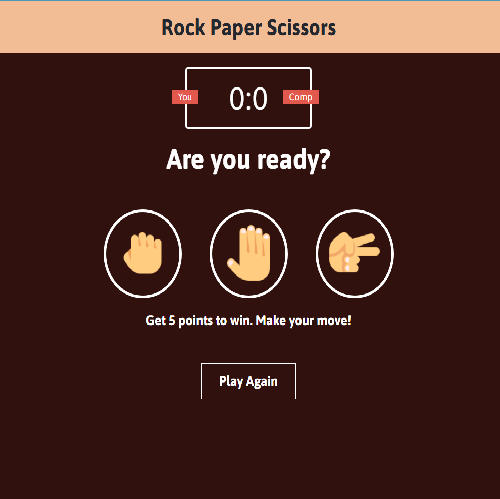 Rock Paper Scissors
You
0:0
Comp
Are you ready?
Get 5 points to win. Make your move!
Play Again